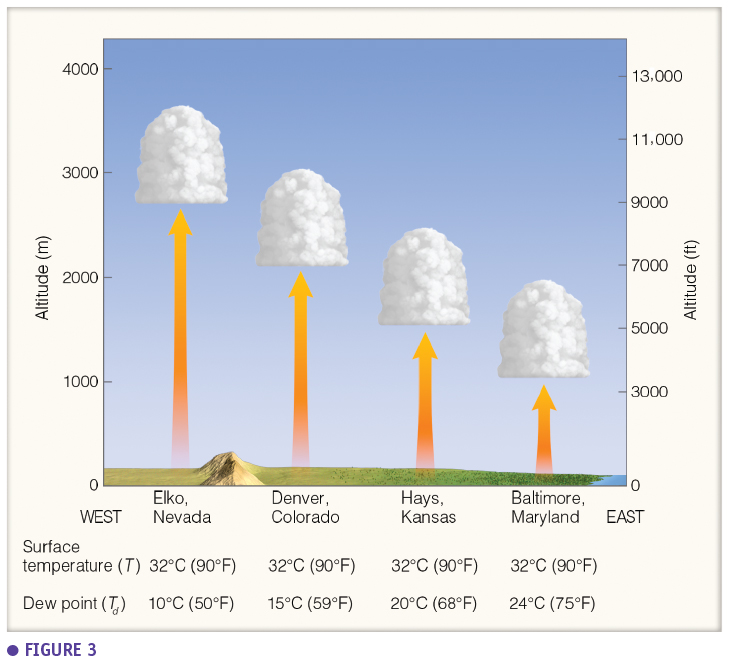 4000
3000
2000
1000
0
Altitude (m)
13,000
11,000
9000
7000
5000
3000
0
Altitude (ft)
WEST
Elko,
Nevada
Denver,
Colorado
Hays,
Kansas
Baltimore,
Maryland
EAST
Surface
temperature (T) 32°C (90°F) 32°C (90°F) 32°C (90°F) 32°C (90°F)
Dew point (Td) 10°C (50°F) 15°C (59°F) 20°C (68°F) 24°C (75°F)
● FIGURE 3